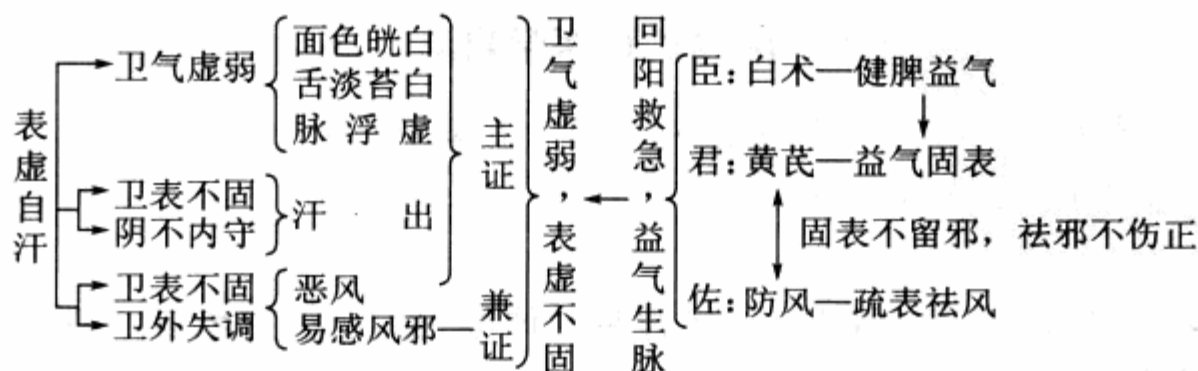 表虚自汗
卫气虚弱
面色㿠白
舌淡苔白
脉浮虚
卫表不固
阴不内守
汗出
卫表不固
卫外失调
恶风
易感风邪
主证
兼证
卫气虚弱，表虚不固
回阳救急，益气生脉
臣：白术—健脾益气
君：黄芪—益气固表
固表不留邪，祛邪不伤正
佐：防风—疏表祛风